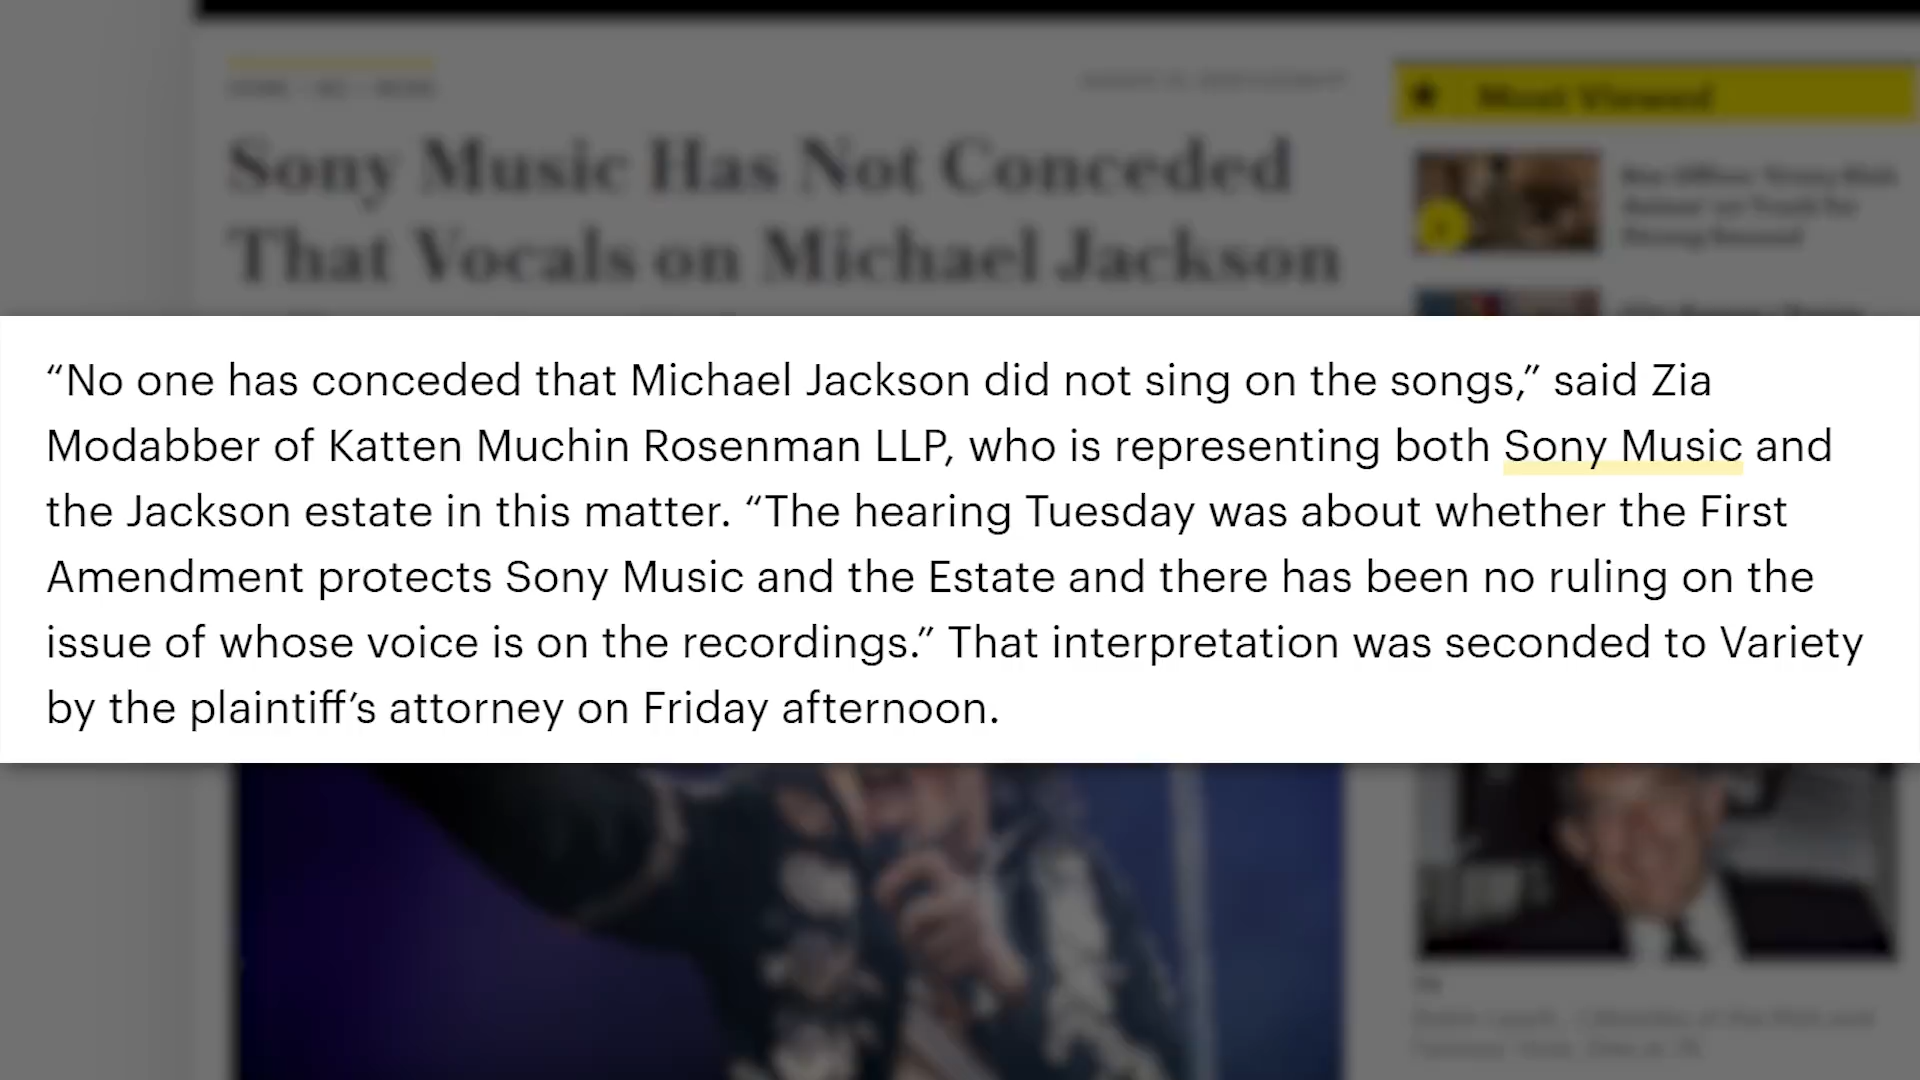 Most Viewed
Sony Music Has Not Conceded
That Vocals on Michael Jackson
“No one has conceded that Michael Jackson did not sing on the songs,” said Zia
Modabber of Katten Muchin Rosenman LLP, who is representing both Sony Music and
the Jackson estate in this matter. “The hearing Tuesday was about whether the First
Amendment protects Sony Music and the Estate and there has been no ruling on the
issue of whose voice is on the recordings.” That interpretation was seconded to Variety
by the plaintiff’s attorney on Friday afternoon.